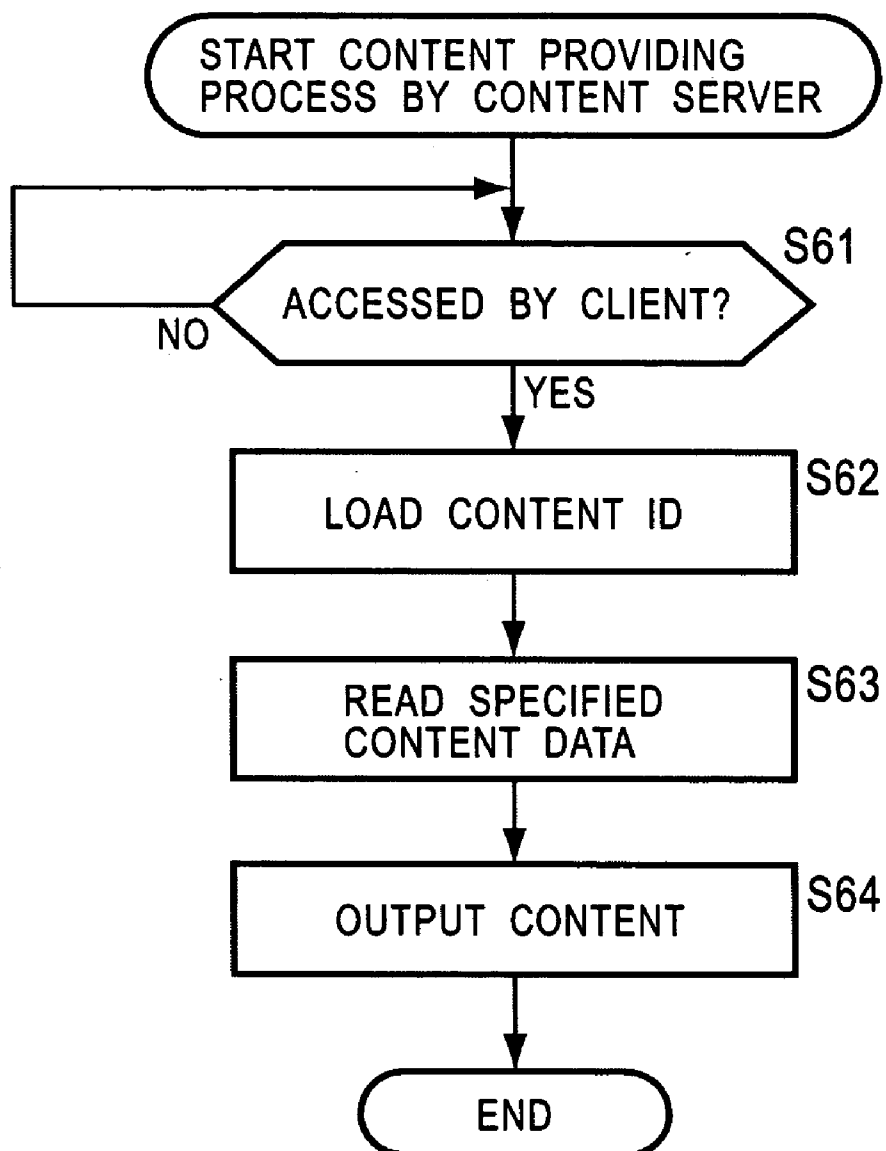 START CONTENT PROVIDING
PROCESS BY CONTENT SERVER
S61
ACCESSED BY CLIENT?
NO
YES
S62
LOAD CONTENT ID
S63
READ SPECIFIED
CONTENT DATA
S64
OUTPUT CONTENT
END